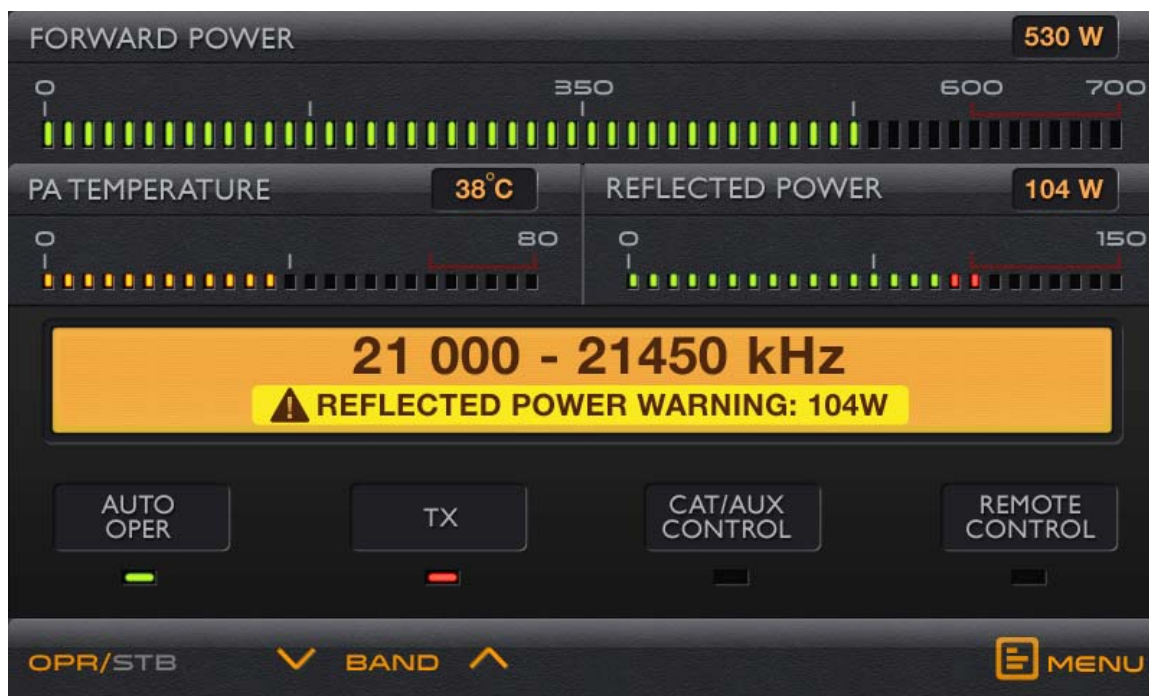 FORWARD POWER 530 W
0 350 600 700
PA TEMPERATURE 38°C
0 80
REFLECTED POWER 104 W
0 150
21 000 - 21450 kHz
REFLECTED POWER WARNING: 104W
AUTO
OPER
TX
CAT/AUX
CONTROL
REMOTE
CONTROL
OPR/STB BAND MENU